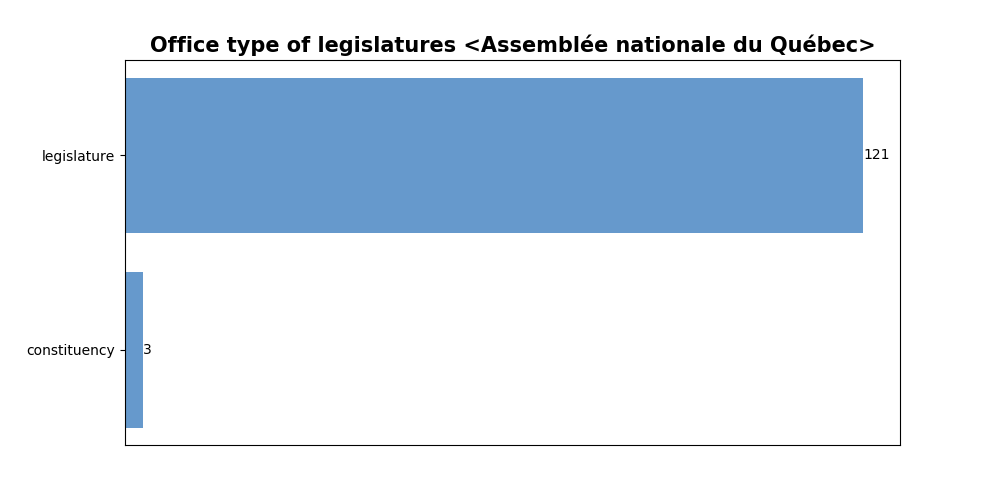 Office type of legislatures <Assemblée nationale du Québec>
legislature
121
constituency
3